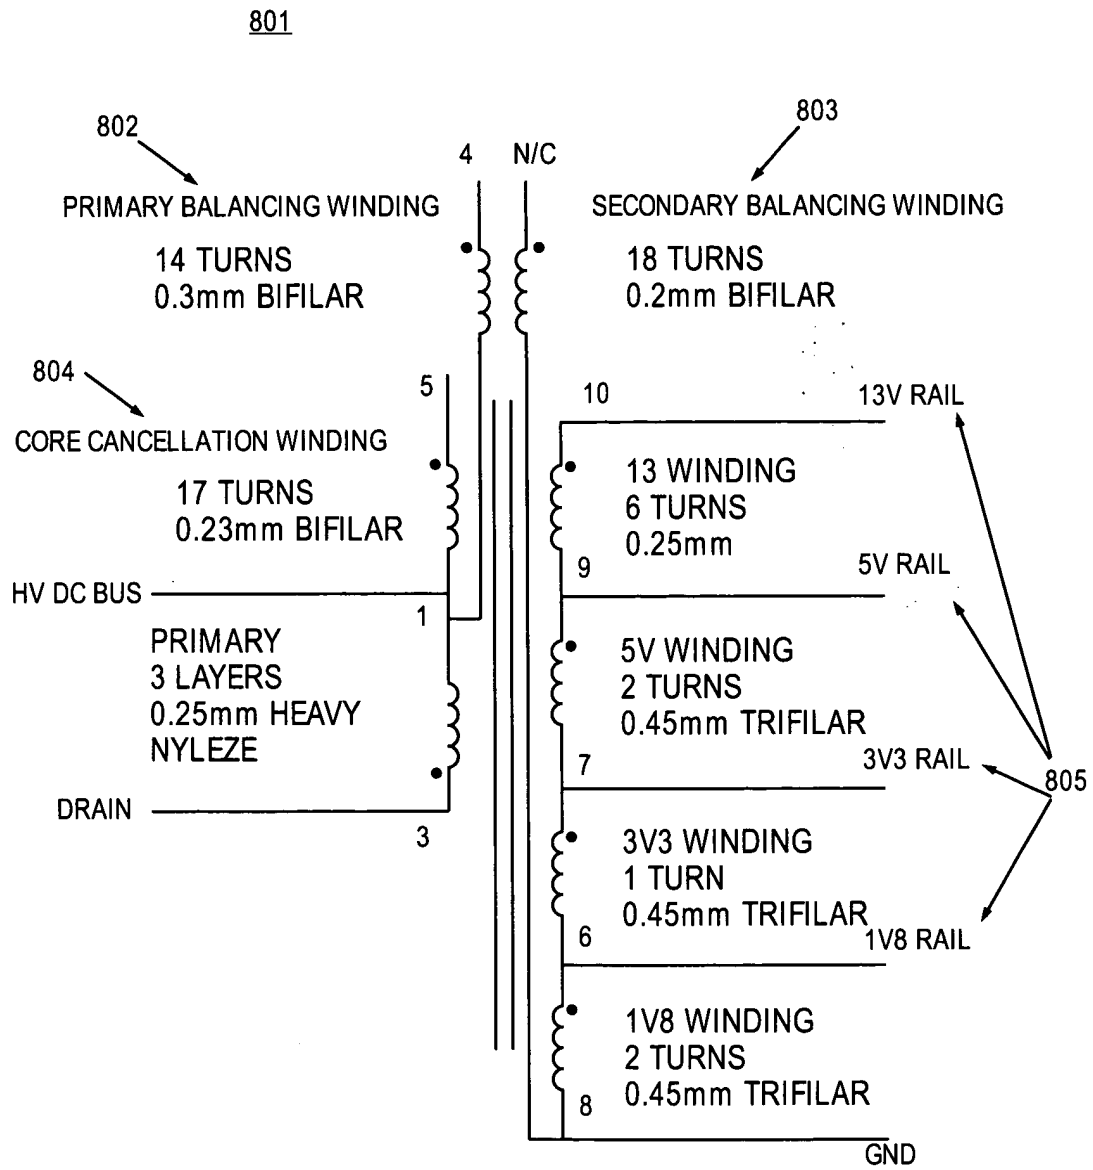 801
802
803
4
N/C
PRIMARY BALANCING WINDING
14 TURNS
0.3mm BIFILAR
SECONDARY BALANCING WINDING
18 TURNS
0.2mm BIFILAR
804
5
CORE CANCELLATION WINDING
17 TURNS
0.23mm BIFILAR
10
13V RAIL
13 WINDING
6 TURNS
0.25mm
9
5V RAIL
HV DC BUS
1
PRIMARY
3 LAYERS
0.25mm HEAVY
NYLEZE
5V WINDING
2 TURNS
0.45mm TRIFILAR
7
3V3 RAIL
805
DRAIN
3
3V3 WINDING
1 TURN
0.45mm TRIFILAR
6
1V8 RAIL
1V8 WINDING
2 TURNS
0.45mm TRIFILAR
8
GND